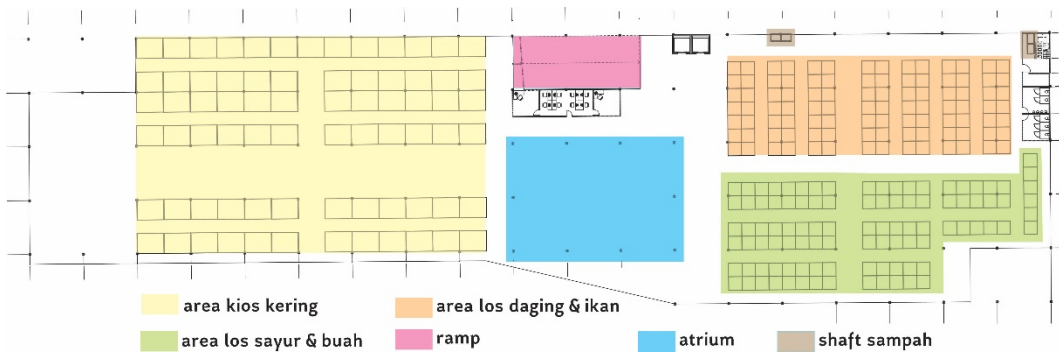 area kios kering
area los daging & ikan
area los sayur & buah
ramp
atrium
shaft sampah